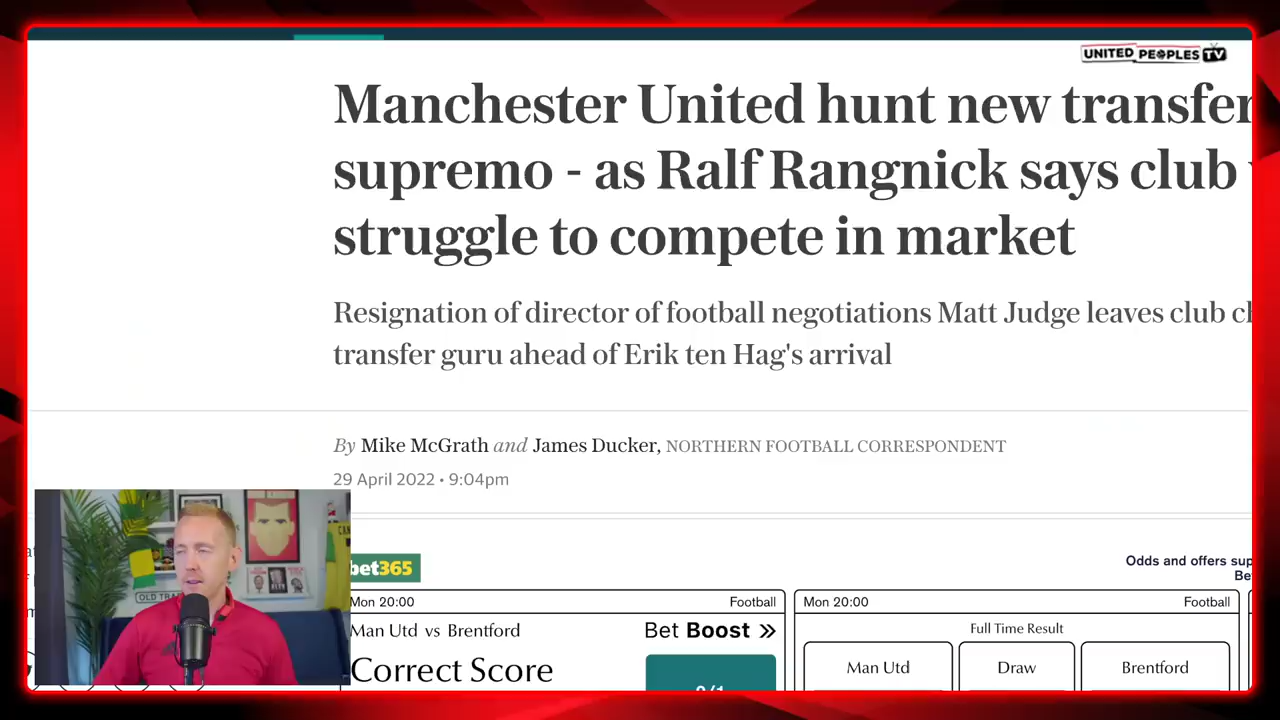 UNITED PEOPLES TV
Manchester United hunt new transfer
supremo - as Ralf Rangnick says club
struggle to compete in market
Resignation of director of football negotiations Matt Judge leaves club
transfer guru ahead of Erik ten Hag's arrival
By Mike McGrath and James Ducker, NORTHERN FOOTBALL CORRESPONDENT
29 April 2022 • 9:04pm
bet365
Odds and offers sup
Be
Mon 20:00 Football
Man Utd vs Brentford Bet Boost »
Correct Score
Mon 20:00 Football
Full Time Result
Man Utd Draw Brentford